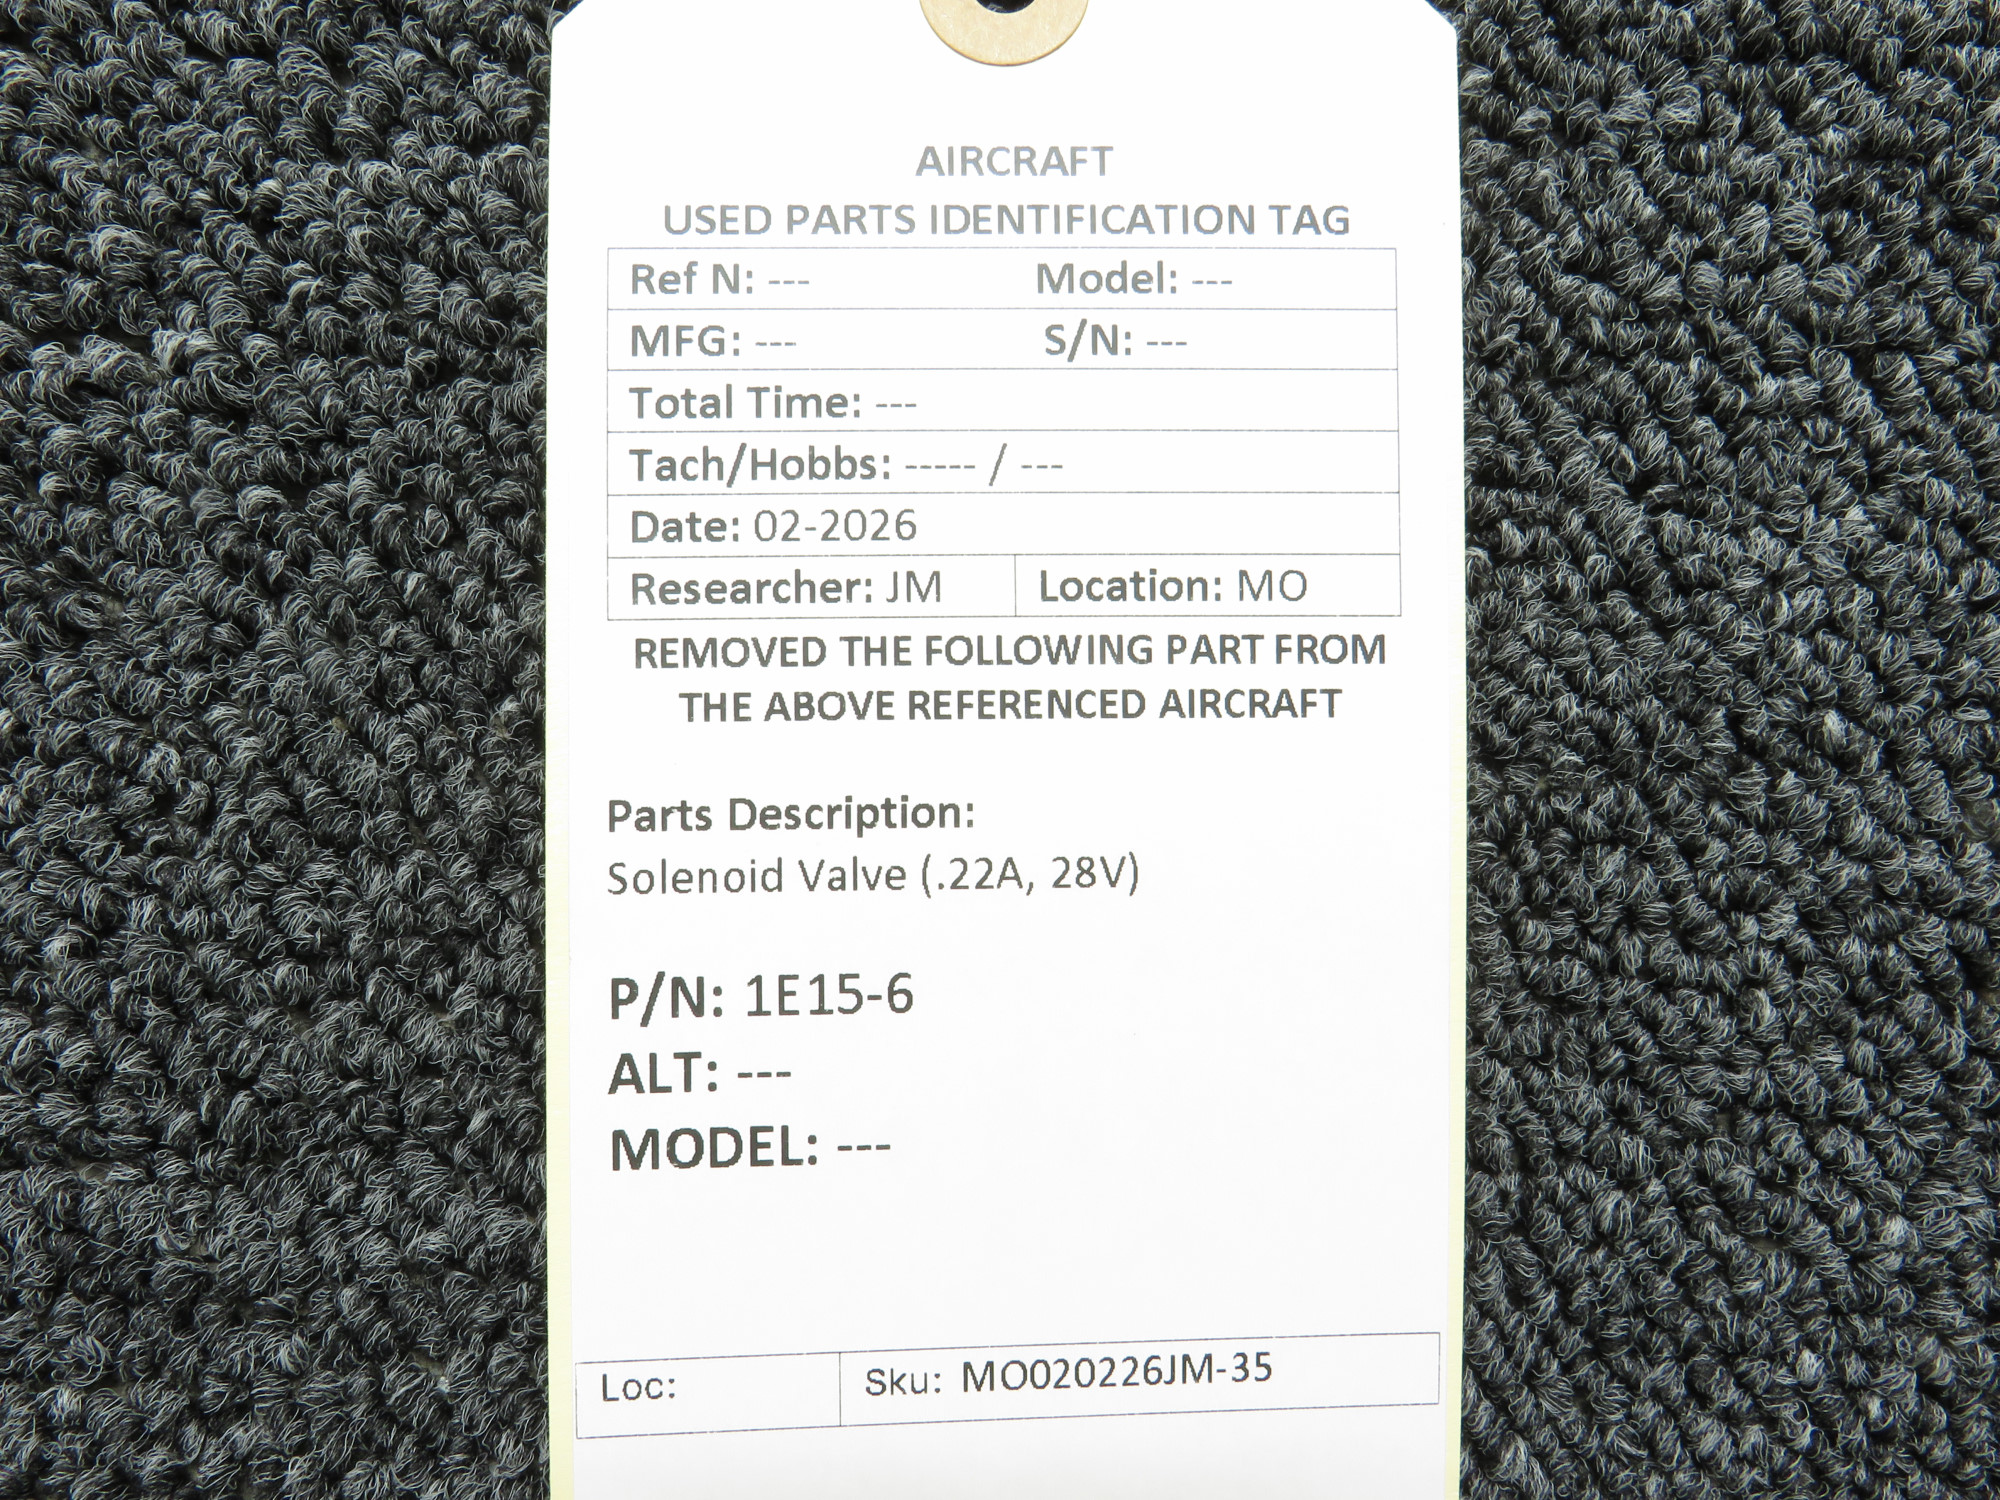 AIRCRAFT
USED PARTS IDENTIFICATION TAG
Ref N: --- Model: ---
MFG: --- S/N: ---
Total Time: ---
Tach/Hobbs: ----- / ---
Date: 02-2026
Researcher: JM Location: MO
REMOVED THE FOLLOWING PART FROM
THE ABOVE REFERENCED AIRCRAFT
Parts Description:
Solenoid Valve (.22A, 28V)
P/N: 1E15-6
ALT: ---
MODEL: ---
Loc: Sku: MO020226JM-35